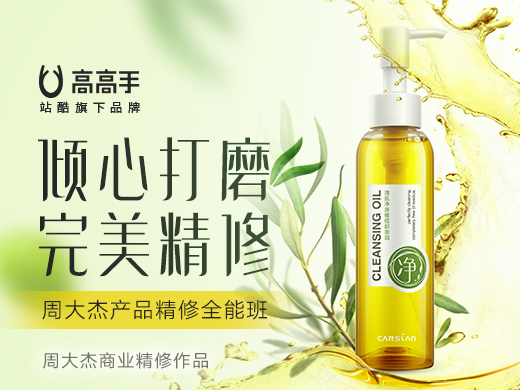 高高手
站酷旗下品牌
倾心打磨
完美精修
周大杰产品精修全能班
周大杰商业精修作品
CLEANSING OIL
净
CARSLAN